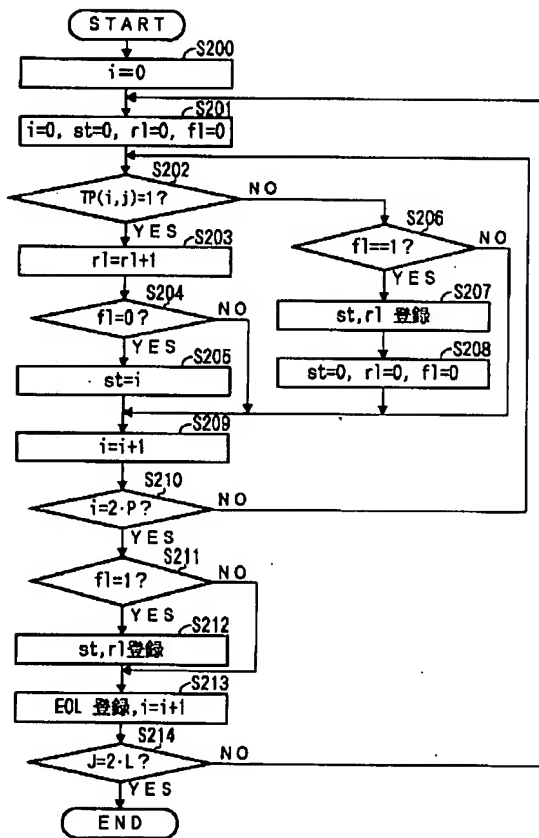 START
S200
i=0
S201
i=0, st=0, rl=0, fl=0
S202
TP(i,j)=1?
NO
YES
S203
rl=rl+1
S204
fl=0?
NO
YES
S205
st=i
S206
fl==1?
NO
YES
S207
st,rl 登録
S208
st=0, rl=0, fl=0
S209
i=i+1
S210
i=2·P?
NO
YES
S211
fl=1?
NO
YES
S212
st,rl登録
S213
EOL 登録,i=i+1
S214
J=2·L?
NO
YES
END